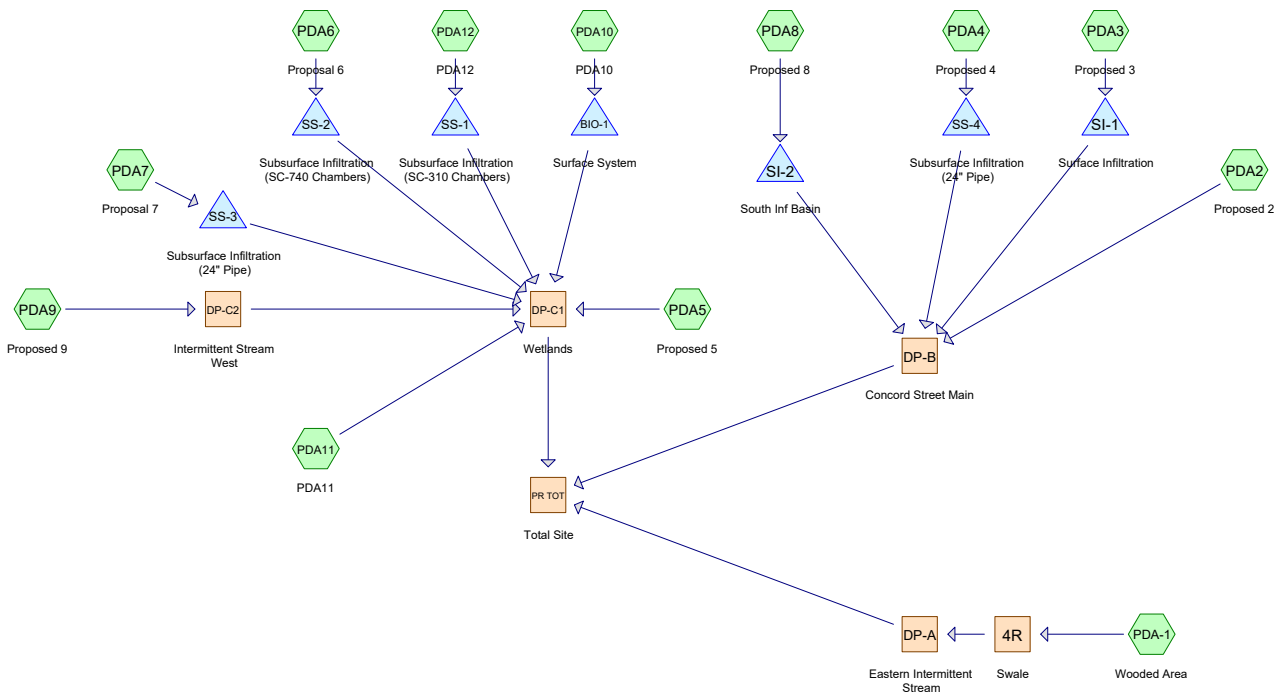 PDA6
PDA12
PDA10
PDA8
PDA4
PDA3
Proposal 6
PDA12
PDA10
Proposed 8
Proposed 4
Proposed 3
SS-2
SS-1
BIO-1
SS-4
SI-1
Subsurface Infiltration
(SC-740 Chambers)
Subsurface Infiltration
(SC-310 Chambers)
Surface System
SI-2
Subsurface Infiltration
(24" Pipe)
Surface Infiltration
PDA7
PDA2
Proposal 7
SS-3
South Inf Basin
Proposed 2
Subsurface Infiltration
(24" Pipe)
PDA9
DP-C2
DP-C1
PDA5
Proposed 9
Intermittent Stream
West
Wetlands
Proposed 5
DP-B
Concord Street Main
PDA11
PDA11
PR TOT
Total Site
DP-A
4R
PDA-1
Eastern Intermittent
Stream
Swale
Wooded Area